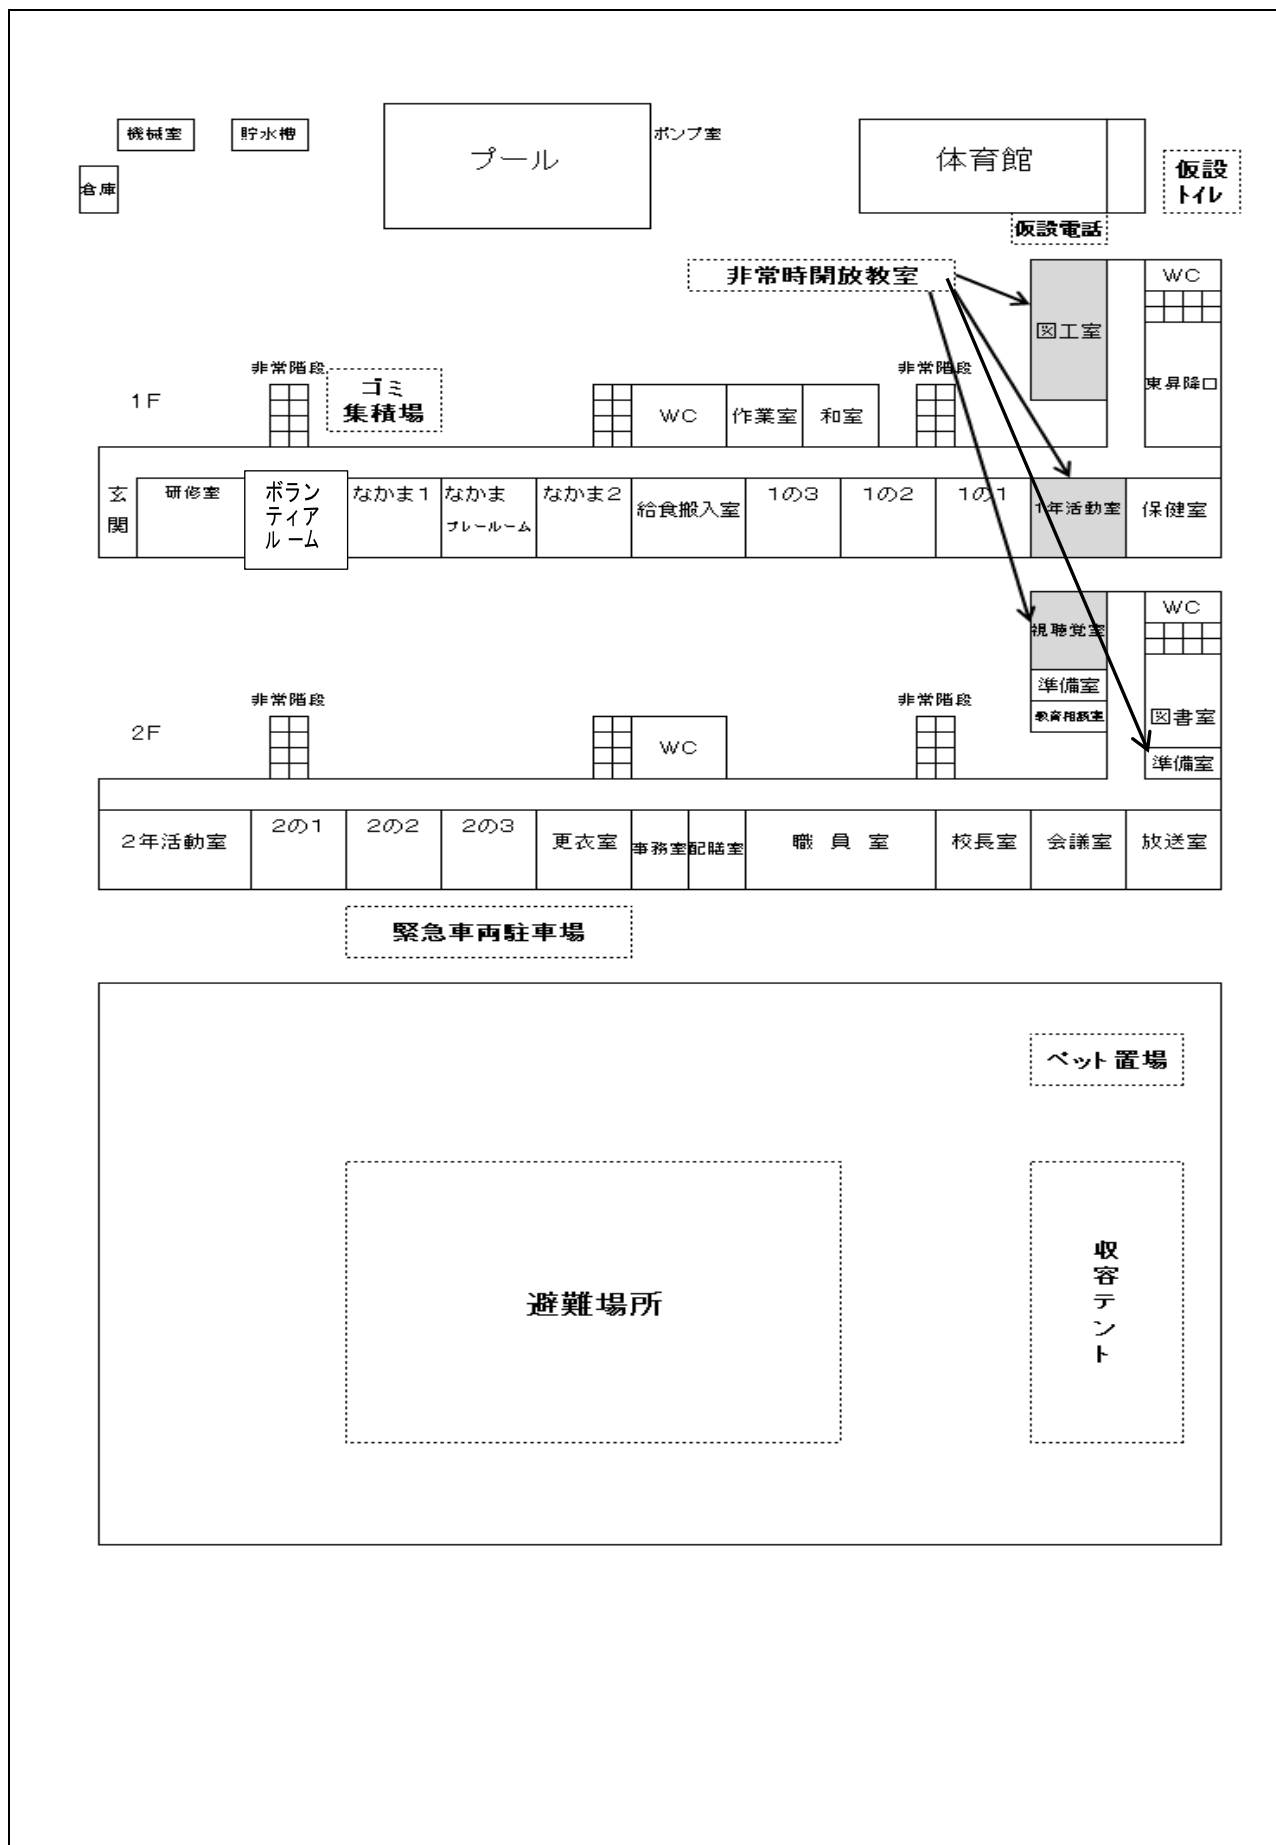 機械室
貯水槽
プール
ポンプ室
体育館
仮設
トイレ
倉庫
仮設電話
非常時開放教室
WC
図工室
東昇降口
非常階段
ゴミ
集積場
非常階段
1F
WC
作業室
和室
玄
関
研修室
ボラン
ティア
ルーム
なかま1
なかま
プレールーム
なかま2
給食搬入室
1の3
1の2
1の1
1年活動室
保健室
視聴覚室
WC
準備室
教育相談室
図書室
準備室
非常階段
非常階段
2F
WC
2年活動室
2の1
2の2
2の3
更衣室
事務室
配膳室
職員室
校長室
会議室
放送室
緊急車両駐車場
ペット置場
避難場所
収
容
テ
ン
ト